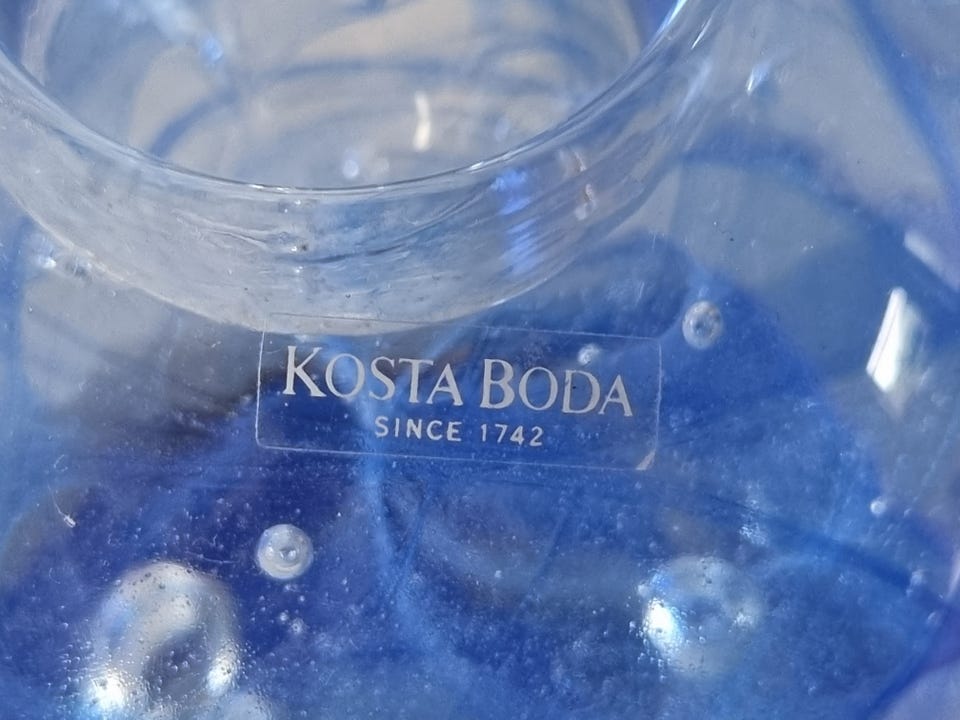 KOSTA BODA
SINCE 1742